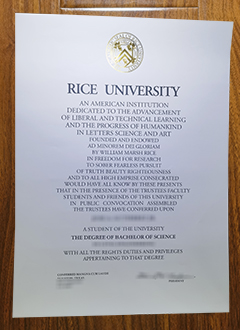 RICE UNIVERSITY
AN AMERICAN INSTITUTION
DEDICATED TO THE ADVANCEMENT
OF LIBERAL AND TECHNICAL LEARNING
AND THE PROGRESS OF HUMANKIND
IN LETTERS SCIENCE AND ART
FOUNDED AND ENDOWED
AD MINOREM DEI GLORIAM
BY WILLIAM MARSH RICE
IN FREEDOM FOR RESEARCH
TO SOBER FEARLESS PURSUIT
OF TRUTH BEAUTY RIGHTEOUSNESS
AND TO ALL HIGH EMPRISE CONSECRATED
WOULD HAVE ALL KNOW BY THESE PRESENTS
THAT IN THE PRESENCE OF THE TRUSTEES FACULTY
STUDENTS AND FRIENDS OF THIS UNIVERSITY
IN PUBLIC CONVOCATION ASSEMBLED
THE TRUSTEES HAVE CONFERRED UPON
A STUDENT OF THE UNIVERSITY
THE DEGREE OF BACHELOR OF SCIENCE
WITH ALL THE RIGHTS DUTIES AND PRIVILEGES
APPERTAINING TO THAT DEGREE